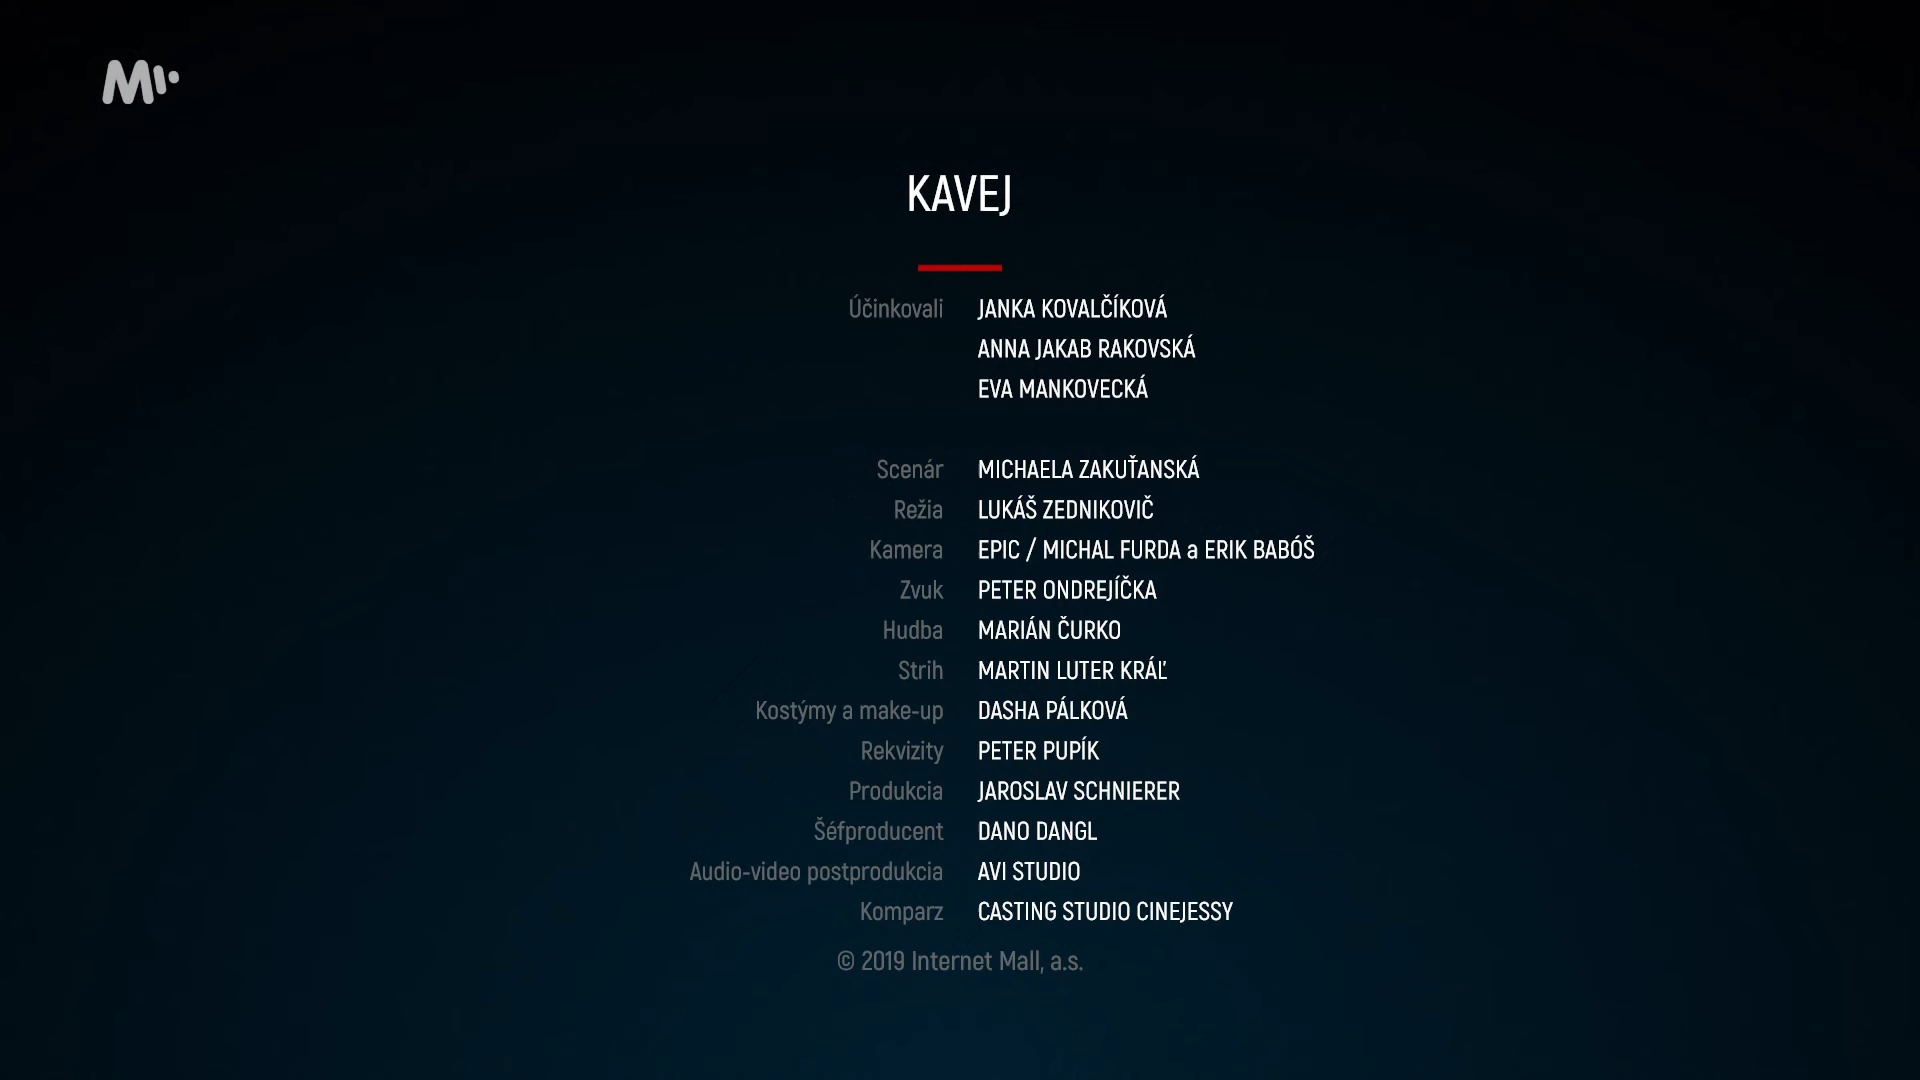 M
KAVEJ
Účinkovali JANKA KOVALČÍKOVÁ
ANNA JAKAB RAKOVSKÁ
EVA MANKOVECKÁ
Scenár MICHAELA ZAKUŤANSKÁ
Režia LUKÁŠ ZEDNIKOVIČ
Kamera EPIC / MICHAL FURDA a ERIK BABÓŠ
Zvuk PETER ONDREJÍČKA
Hudba MARIÁN ČURKO
Strih MARTIN LUTER KRÁĽ
Kostýmy a make-up DASHA PÁLKOVÁ
Rekvizity PETER PUPÍK
Produkcia JAROSLAV SCHNIERER
Šéfproducent DANO DANGL
Audio-video postprodukcia AVI STUDIO
Komparz CASTING STUDIO CINEJESSY
© 2019 Internet Mall, a.s.